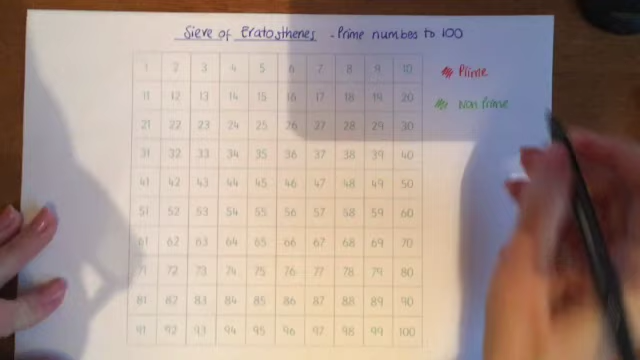 Sieve of Eratosthenes - Prime numbes to 100
Prime
Non Prime
1 2 3 4 5 6 7 8 9 10
11 12 13 14 15 16 17 18 19 20
21 22 23 24 25 26 27 28 29 30
31 32 33 34 35 36 37 38 39 40
41 42 43 44 45 46 47 48 49 50
51 52 53 54 55 56 57 58 59 60
61 62 63 64 65 66 67 68 69 70
71 72 73 74 75 76 77 78 79 80
81 82 83 84 85 86 87 88 89 90
91 92 93 94 95 96 97 98 99 100